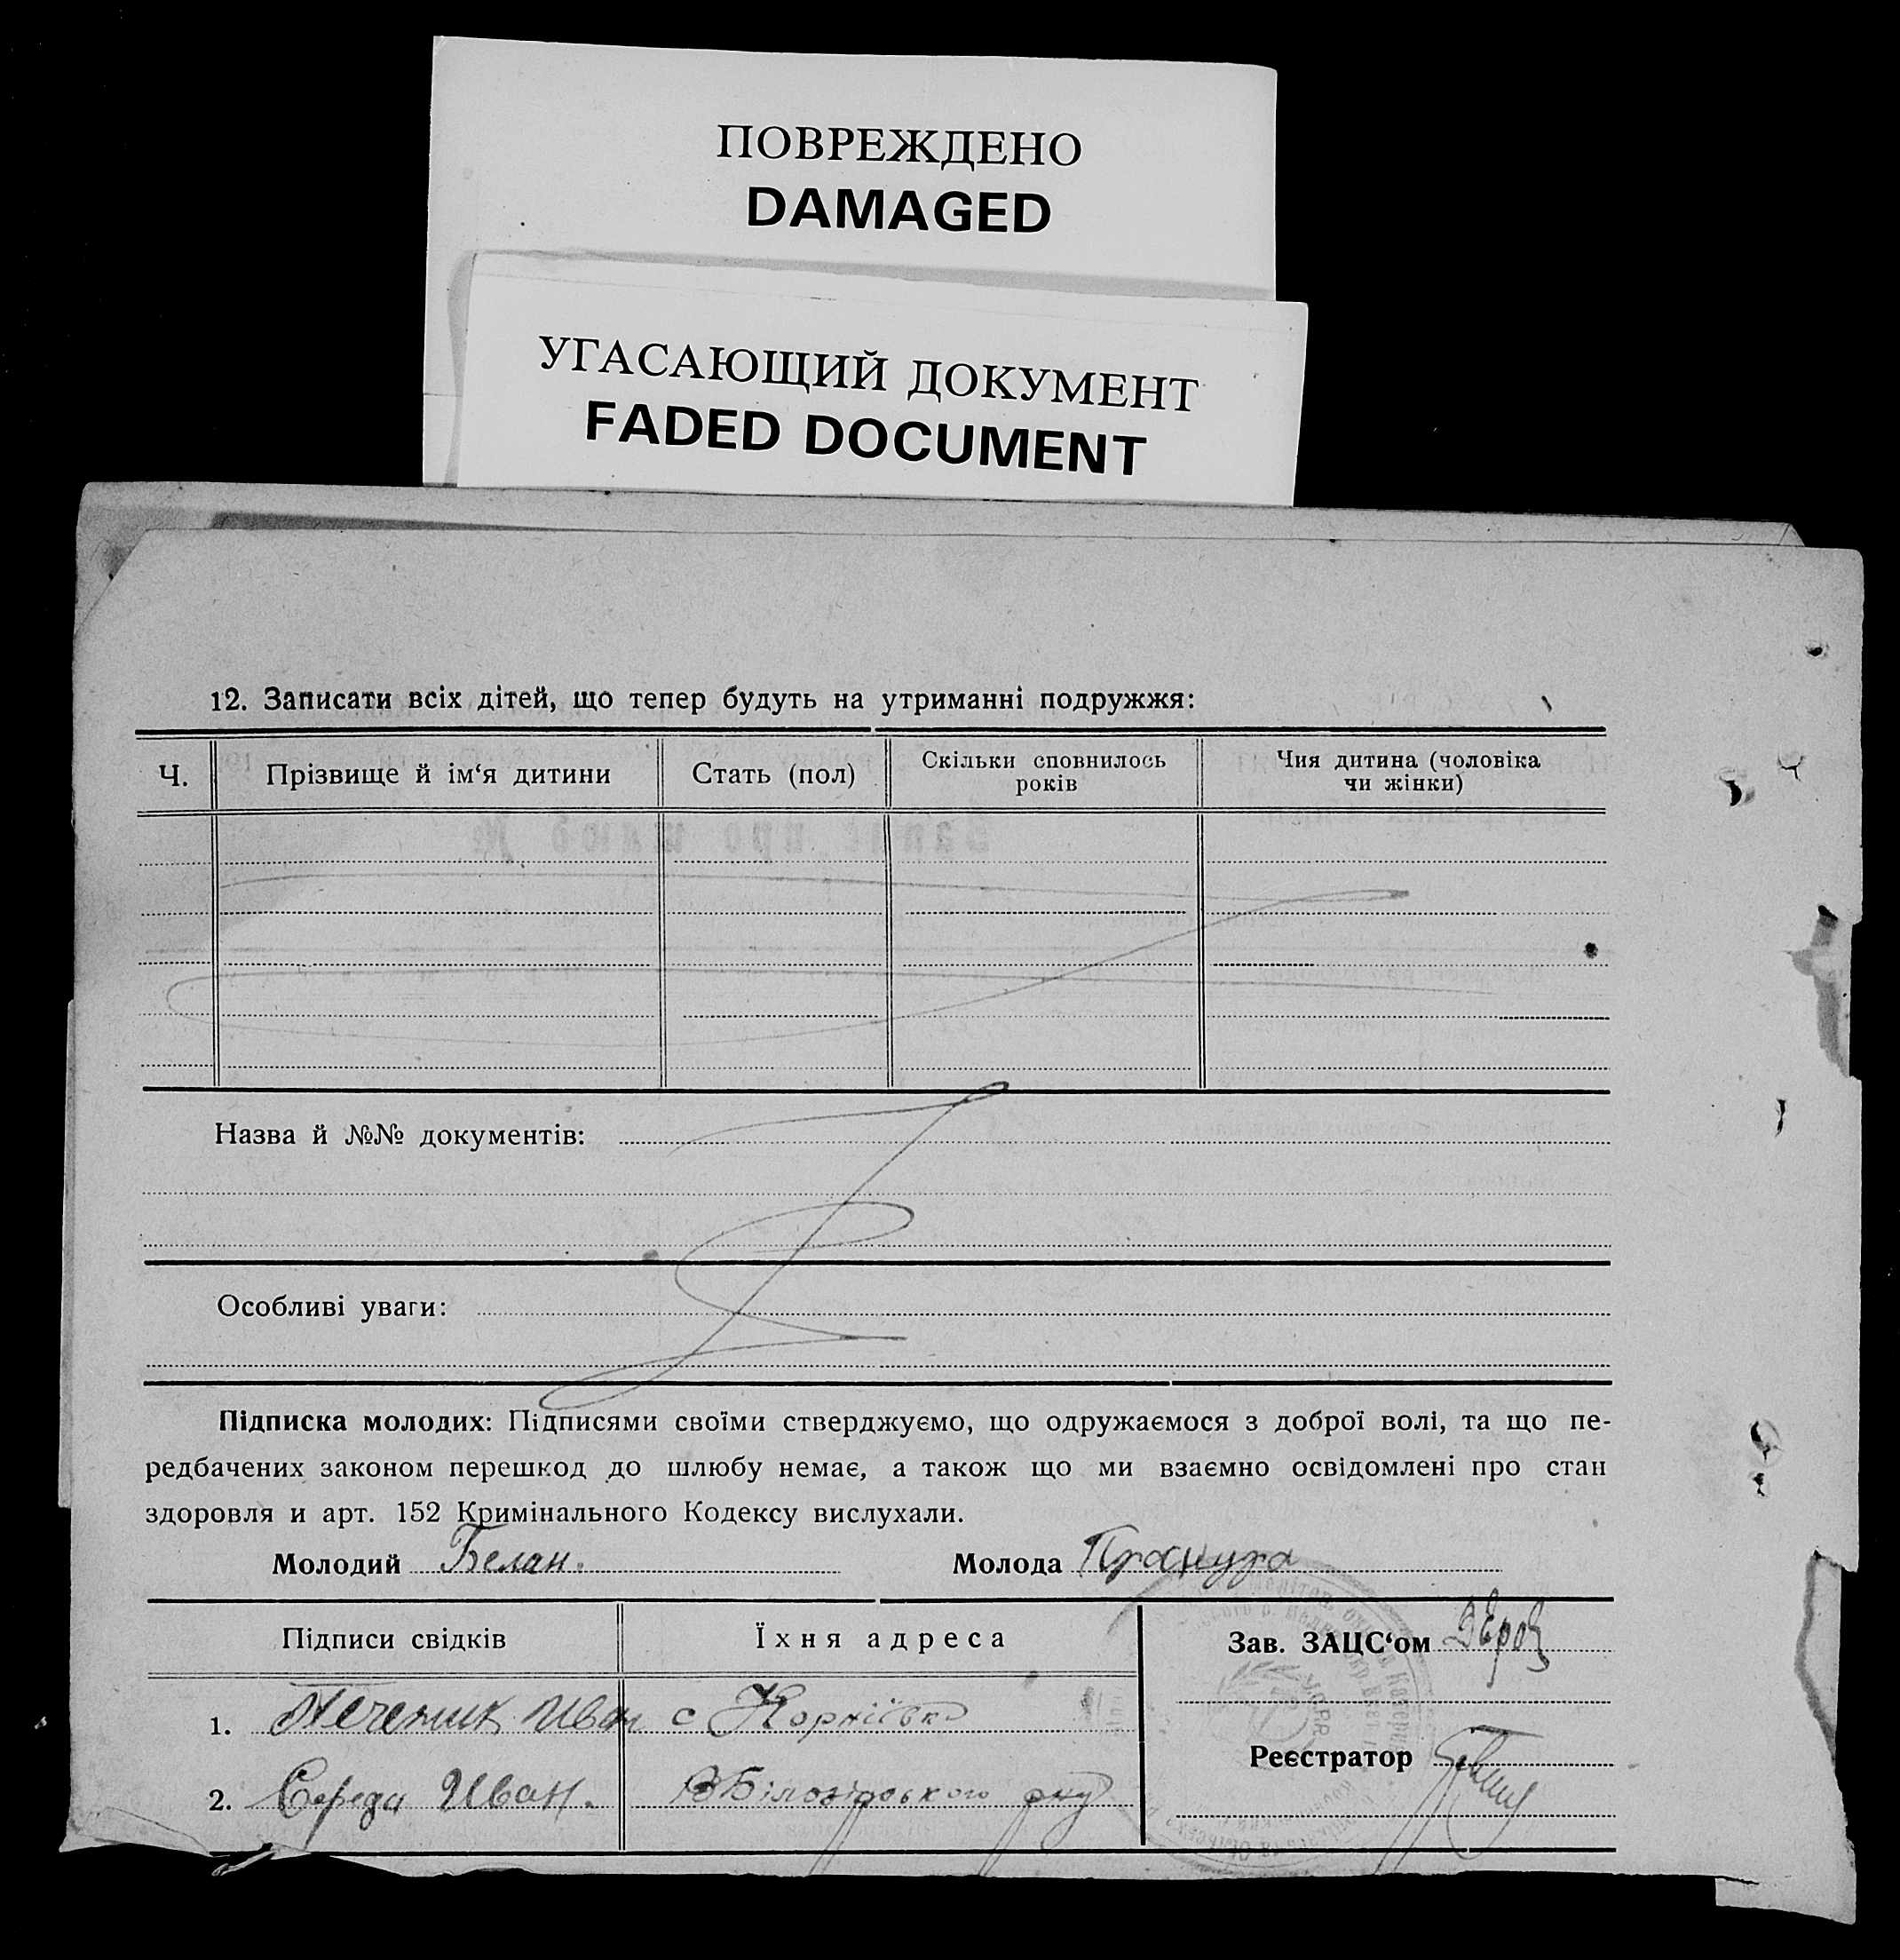 ПОВРЕЖДЕНО
DAMAGED
УГАСАЮЩИЙ ДОКУМЕНТ
FADED DOCUMENT
12. Записати всіх дітей, що тепер будуть на утриманні подружжя:
Ч.
Прізвище й ім‘я дитини
Стать (пол)
Скільки сповнилось
років
Чия дитина (чоловіка
чи жінки)
Назва й №№ документів:
Особливі уваги:
Підписка молодих: Підписями своїми стверджуємо, що одружаємося з доброї волі, та що пе-
редбачених законом перешкод до шлюбу немає, а також що ми взаємно освідомлені про стан
здоровля и арт. 152 Кримінального Кодексу вислухали.
Молодий Белан.
Молода
Підписи свідків
Їхня адреса
Зав. ЗАЦС‘ом
1. Иван с
Реєстратор
2. Середа Иван.